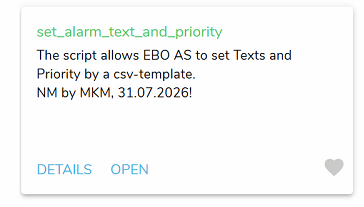 set_alarm_text_and_priority
The script allows EBO AS to set Texts and
Priority by a csv-template.
NM by MKM, 31.07.2026!
DETAILS OPEN